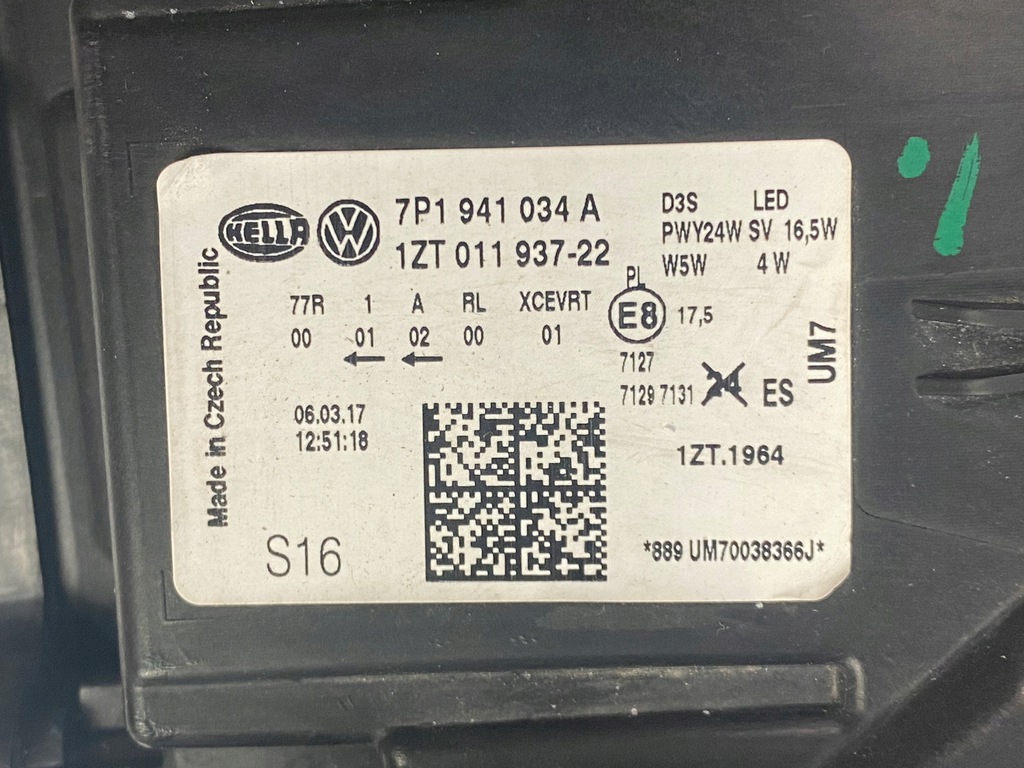 HELLA
7P1 941 034 A
1ZT 011 937-22
D3S LED
PWY24W SV 16,5W
W5W 4 W
77R 1 A RL XCEVRT
00 01 02 00 01
PL
E8 17,5
7127
7129 7131 24 ES
UM7
06.03.17
12:51:18
1ZT.1964
Made in Czech Republic
S16
*889 UM70038366J*